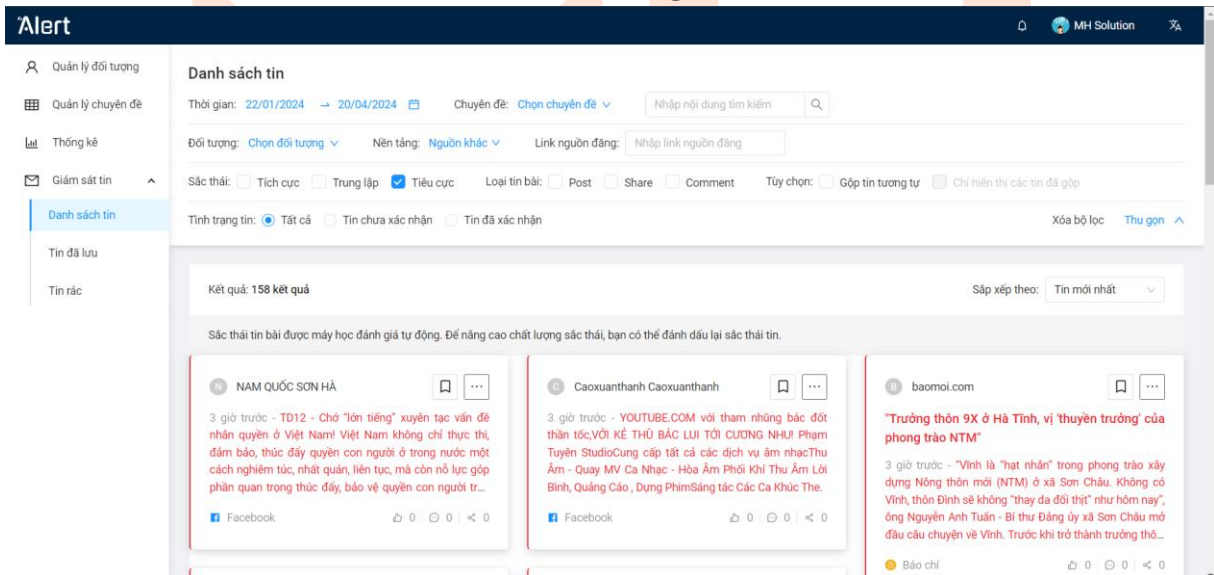 Alert
MH Solution
Quản lý đối tượng
Quản lý chuyên đề
Thống kê
Giám sát tin
Danh sách tin
Tin đã lưu
Tin rác
Danh sách tin
Thời gian: 22/01/2024 → 20/04/2024 Chuyên đề: Chọn chuyên đề Nhập nội dung tìm kiếm
Đối tượng: Chọn đối tượng Nền tảng: Nguồn khác Link nguồn đăng: Nhập link nguồn đăng
Sắc thái: Tích cực Trung lập Tiêu cực Loại tin bài: Post Share Comment Tùy chọn: Gộp tin tương tự Chỉ hiển thị các tin đã gộp
Tình trạng tin: Tất cả Tin chưa xác nhận Tin đã xác nhận Xóa bộ lọc Thu gọn
Kết quả: 158 kết quả Sắp xếp theo: Tin mới nhất
Sắc thái tin bài được máy học đánh giá tự động. Để nâng cao chất lượng sắc thái, bạn có thể đánh dấu lại sắc thái tin.
N NAM QUỐC SƠN HÀ
3 giờ trước - TD12 - Chớ "lớn tiếng" xuyên tạc vấn đề
nhân quyền ở Việt Nam! Việt Nam không chỉ thực thi,
đảm bảo, thúc đẩy quyền con người ở trong nước một
cách nghiêm túc, nhất quán, liên tục, mà còn nỗ lực góp
phần quan trọng thúc đẩy, bảo vệ quyền con người tr...
Facebook 0 0 0
C Caoxuanthanh Caoxuanthanh
3 giờ trước - YOUTUBE.COM với tham nhũng bác đốt
thần tốc,VỚI KẺ THÙ BÁC LUI TỚI CƯƠNG NHU! Phạm
Tuyên StudioCung cấp tất cả các dịch vụ âm nhạcThu
Âm - Quay MV Ca Nhạc - Hòa Âm Phối Khí Thu Âm Lời
Bình, Quảng Cáo , Dựng PhimSáng tác Các Ca Khúc The.
Facebook 0 0 0
B baomoi.com
"Trưởng thôn 9X ở Hà Tĩnh, vị 'thuyền trưởng' của
phong trào NTM"
3 giờ trước - "Vĩnh là "hạt nhân" trong phong trào xây
dựng Nông thôn mới (NTM) ở xã Sơn Châu. Không có
Vĩnh, thôn Đình sẽ không "thay da đổi thịt" như hôm nay",
ông Nguyễn Anh Tuấn - Bí thư Đảng ủy xã Sơn Châu mở
đầu câu chuyện về Vĩnh. Trước khi trở thành trưởng thô...
Báo chí 0 0 0